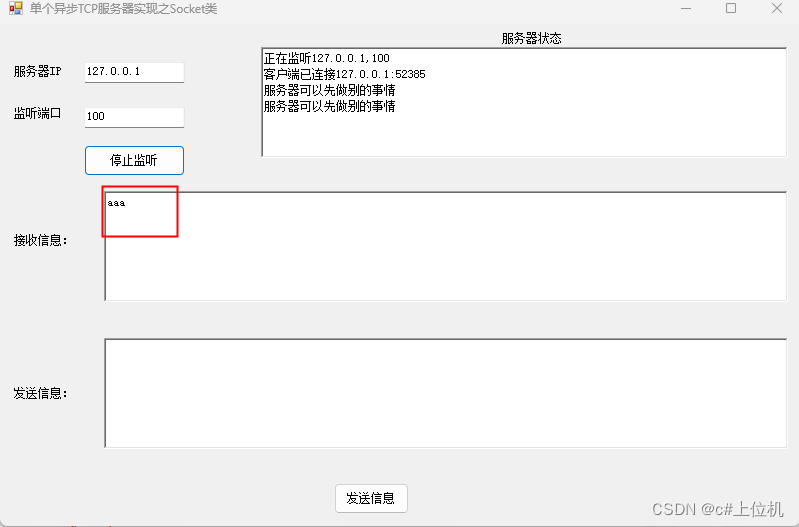 单个异步TCP服务器实现之Socket类
服务器状态
服务器IP
127.0.0.1
监听端口
100
停止监听
正在监听127.0.0.1,100
客户端已连接127.0.0.1:52385
服务器可以先做别的事情
服务器可以先做别的事情
接收信息：
aaa
发送信息：
发送信息
CSDN @c#上位机